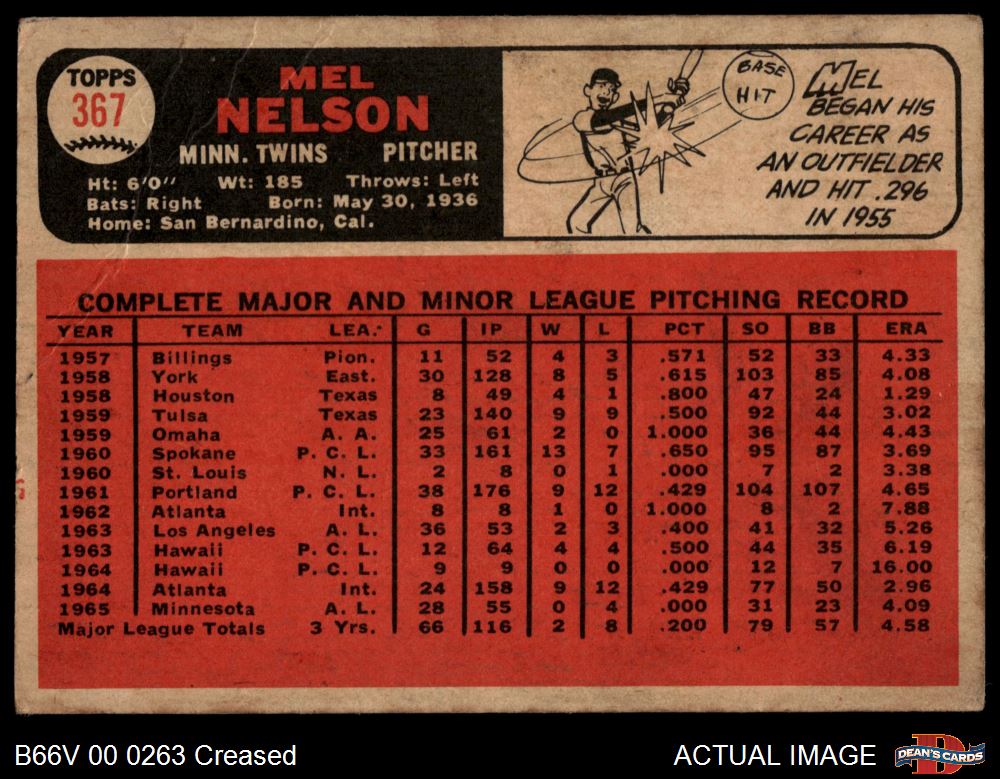 TOPPS
367
MEL
NELSON
MINN. TWINS PITCHER
Ht: 6'0" Wt: 185 Throws: Left
Bats: Right Born: May 30, 1936
Home: San Bernardino, Cal.
BASE
HIT
MEL
BEGAN HIS
CAREER AS
AN OUTFIELDER
AND HIT .296
IN 1955
COMPLETE MAJOR AND MINOR LEAGUE PITCHING RECORD
YEAR TEAM LEA. G IP W L PCT SO BB ERA
1957 Billings Pion. 11 52 4 3 .571 52 33 4.33
1958 York East. 30 128 8 5 .615 103 85 4.08
1958 Houston Texas 8 49 4 1 .800 47 24 1.29
1959 Tulsa Texas 23 140 9 9 .500 92 44 3.02
1959 Omaha A. A. 25 61 2 0 1.000 36 44 4.43
1960 Spokane P. C. L. 33 161 13 7 .650 95 87 3.69
1960 St. Louis N. L. 2 8 0 1 .000 7 2 3.38
1961 Portland P. C. L. 38 176 9 12 .429 104 107 4.65
1962 Atlanta Int. 8 8 1 0 1.000 8 2 7.88
1963 Los Angeles A. L. 36 53 2 3 .400 41 32 5.26
1963 Hawaii P. C. L. 12 64 4 4 .500 44 35 6.19
1964 Hawaii P. C. L. 9 9 0 0 .000 12 7 16.00
1964 Atlanta Int. 24 158 9 12 .429 77 50 2.96
1965 Minnesota A. L. 28 55 0 4 .000 31 23 4.09
Major League Totals 3 Yrs. 66 116 2 8 .200 79 57 4.58
B66V 00 0263 Creased
ACTUAL IMAGE
DEAN'S CARDS